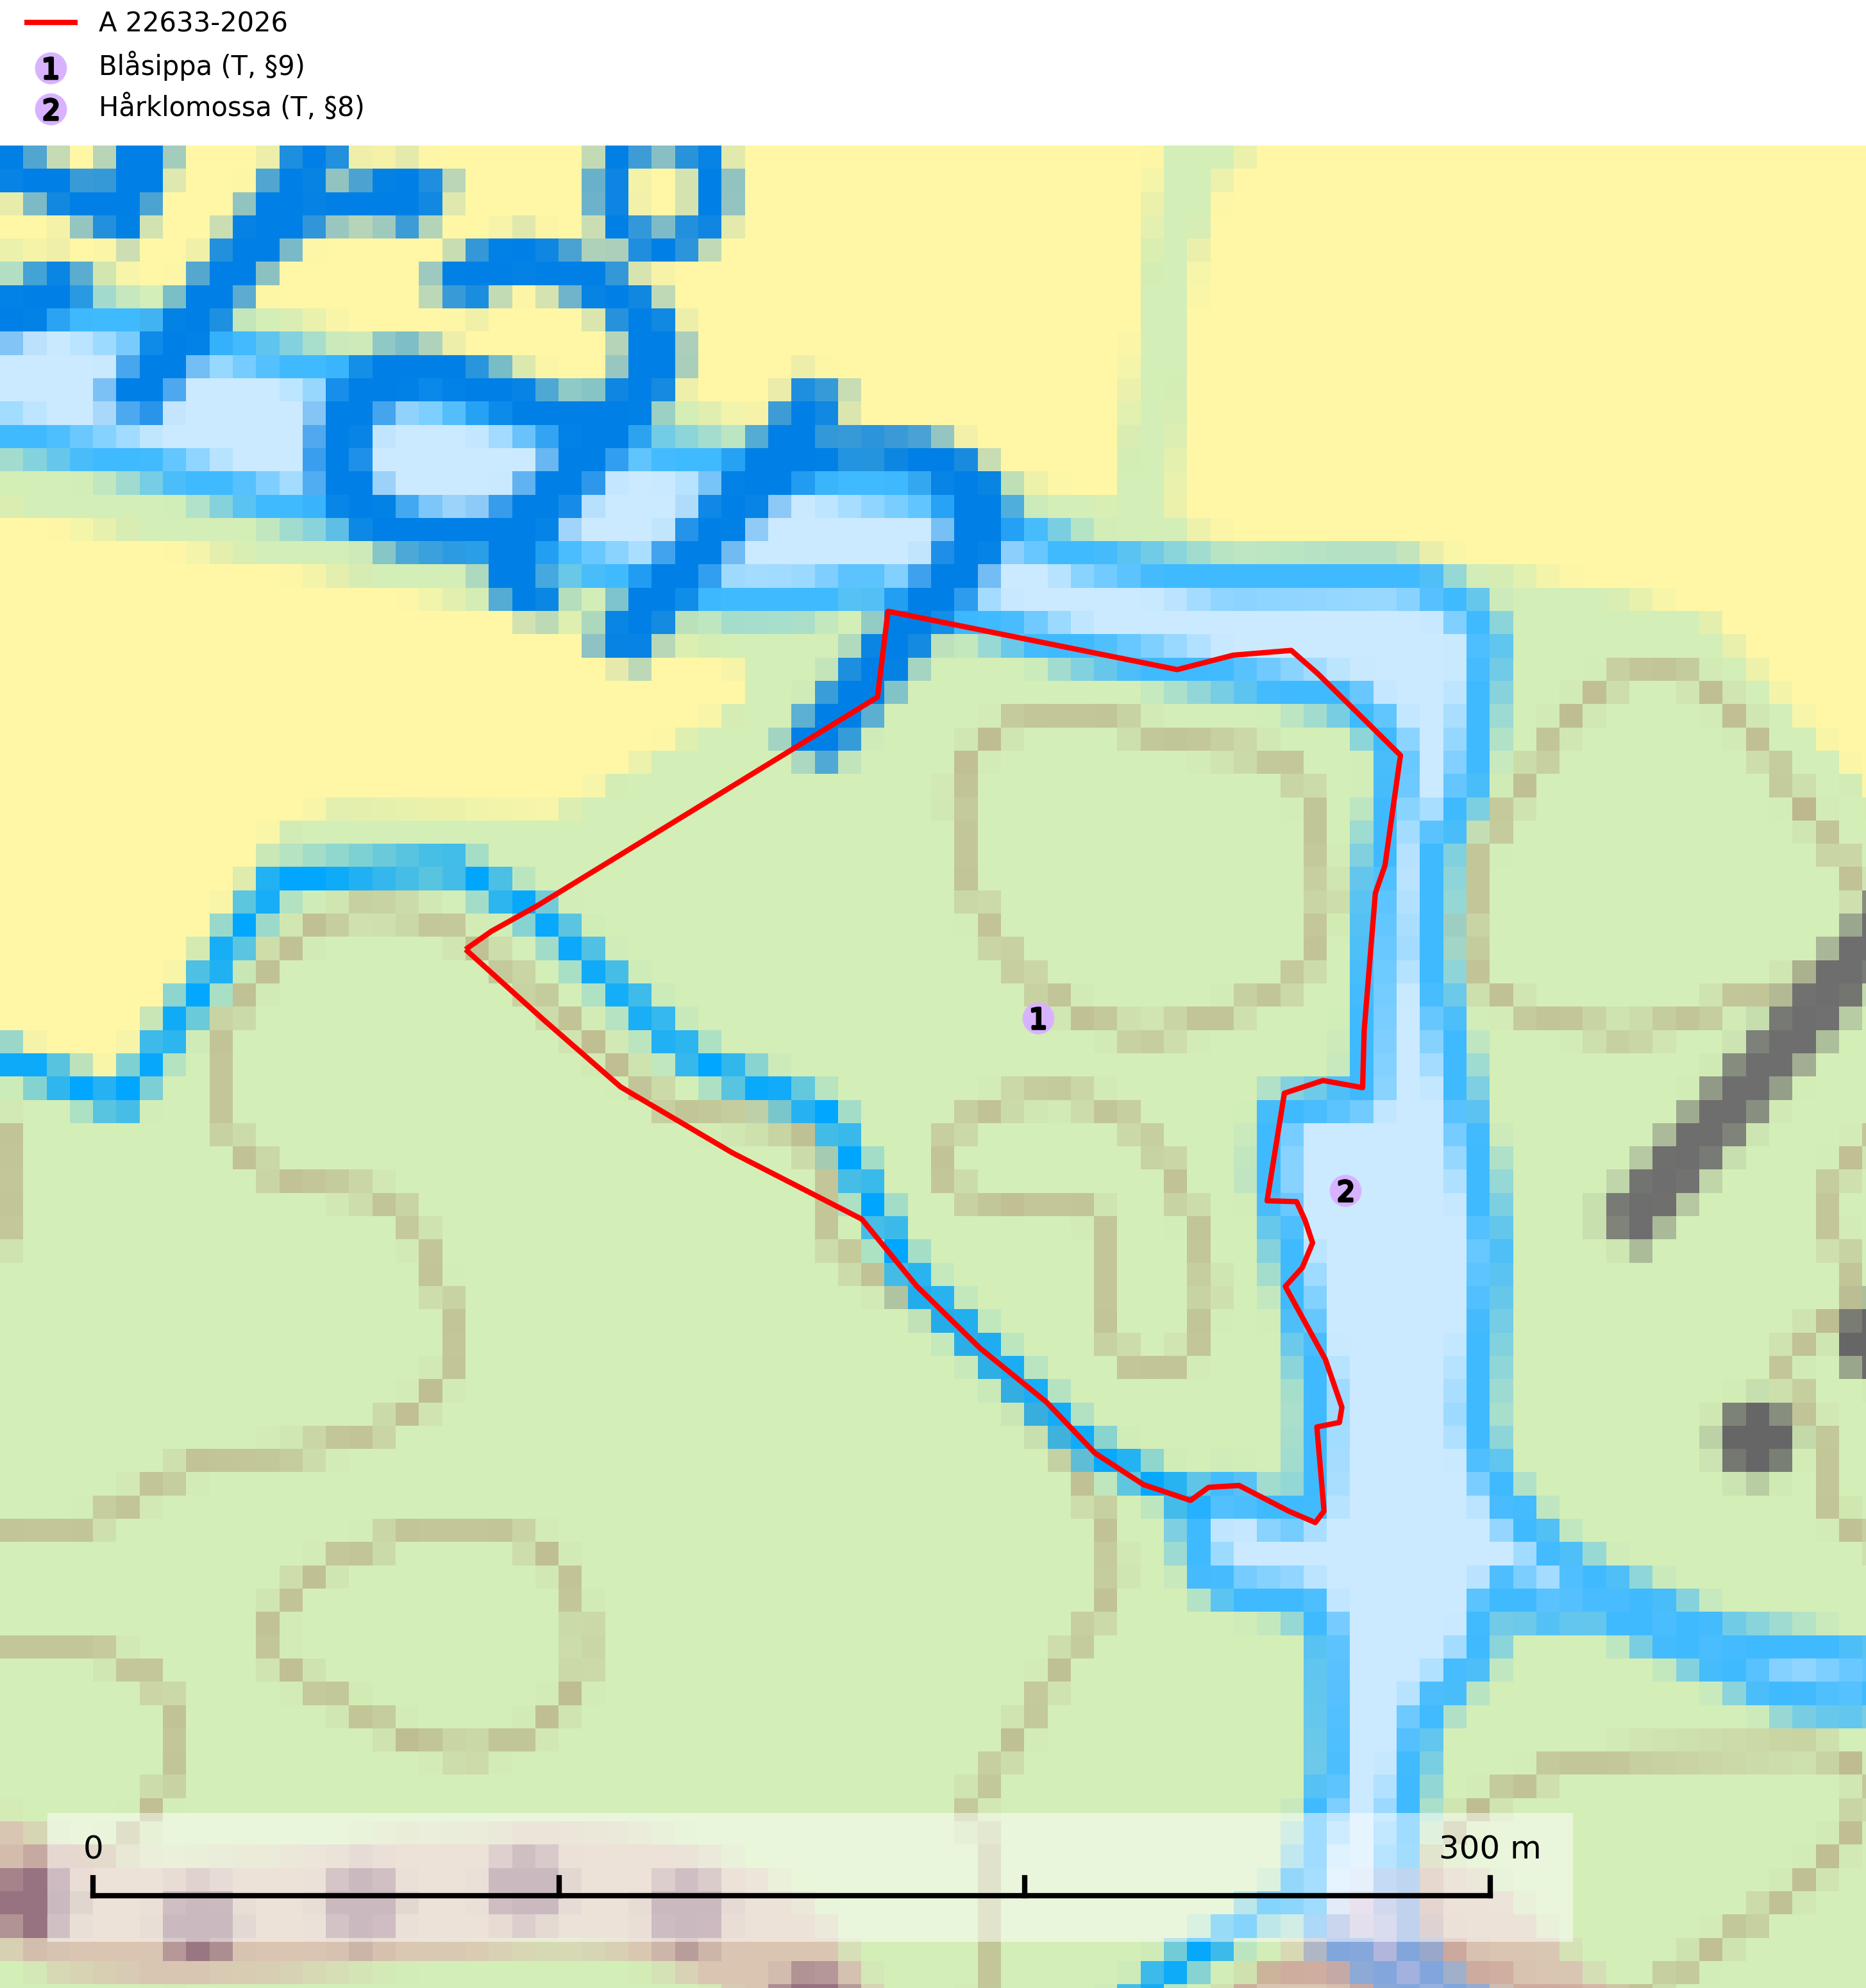 A 22633-2026
1 Blåsippa (T, §9)
2 Hårklomossa (T, §8)
1
2
0 300 m